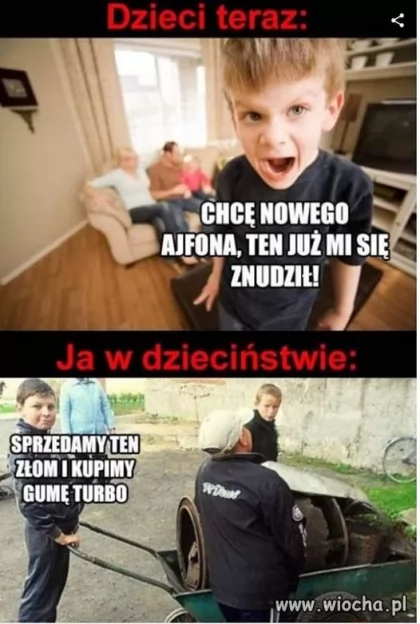 Dzieci teraz:
CHCĘ NOWEGO
AJFONA, TEN JUŻ MI SIĘ
ZNUDZIŁ!
Ja w dzieciństwie:
SPRZEDAMY TEN
ZŁOM I KUPIMY
GUMĘ TURBO
www.wiocha.pl